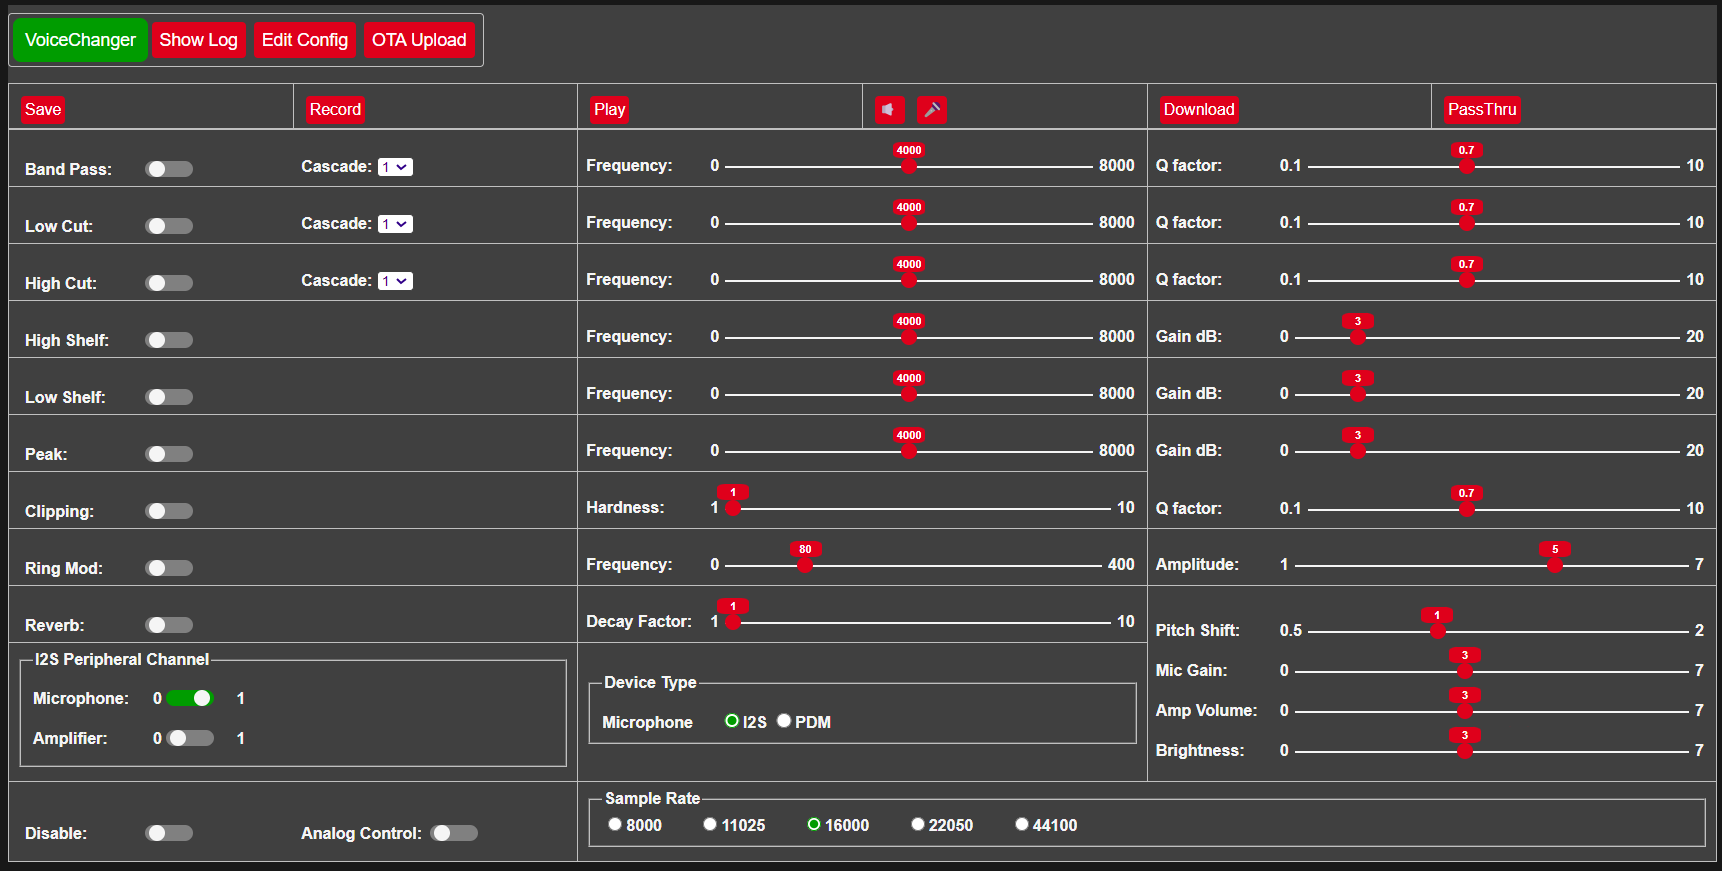 VoiceChanger Show Log Edit Config OTA Upload
Save Record Play Download PassThru
Band Pass: Cascade: 1 Frequency: 0 4000 8000 Q factor: 0.1 0.7 10
Low Cut: Cascade: 1 Frequency: 0 4000 8000 Q factor: 0.1 0.7 10
High Cut: Cascade: 1 Frequency: 0 4000 8000 Q factor: 0.1 0.7 10
High Shelf: Frequency: 0 4000 8000 Gain dB: 0 3 20
Low Shelf: Frequency: 0 4000 8000 Gain dB: 0 3 20
Peak: Frequency: 0 4000 8000 Gain dB: 0 3 20
Clipping: Hardness: 1 1 10 Q factor: 0.1 0.7 10
Ring Mod: Frequency: 0 80 400 Amplitude: 1 5 7
Reverb: Decay Factor: 1 1 10 Pitch Shift: 0.5 1 2
I2S Peripheral Channel
Microphone: 0 1
Amplifier: 0 1
Device Type
Microphone I2S PDM
Mic Gain: 0 3 7
Amp Volume: 0 3 7
Brightness: 0 3 7
Disable: Analog Control:
Sample Rate
8000 11025 16000 22050 44100